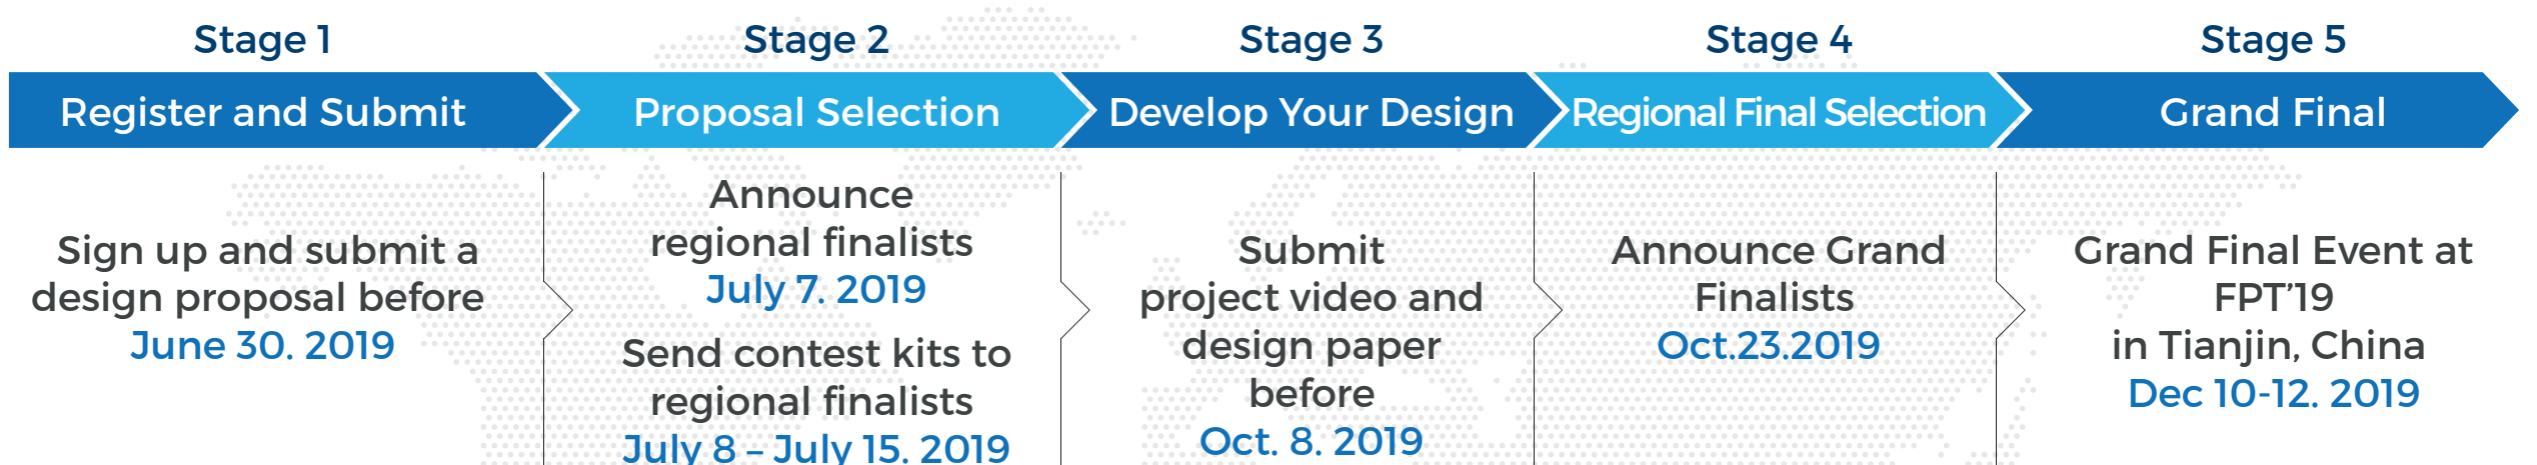 Stage 1
Register and Submit
Sign up and submit a
design proposal before
June 30. 2019
Stage 2
Proposal Selection
Announce
regional finalists
July 7. 2019
Send contest kits to
regional finalists
July 8 – July 15. 2019
Stage 3
Develop Your Design
Submit
project video and
design paper
before
Oct. 8. 2019
Stage 4
Regional Final Selection
Announce Grand
Finalists
Oct.23.2019
Stage 5
Grand Final
Grand Final Event at
FPT’19
in Tianjin, China
Dec 10-12. 2019